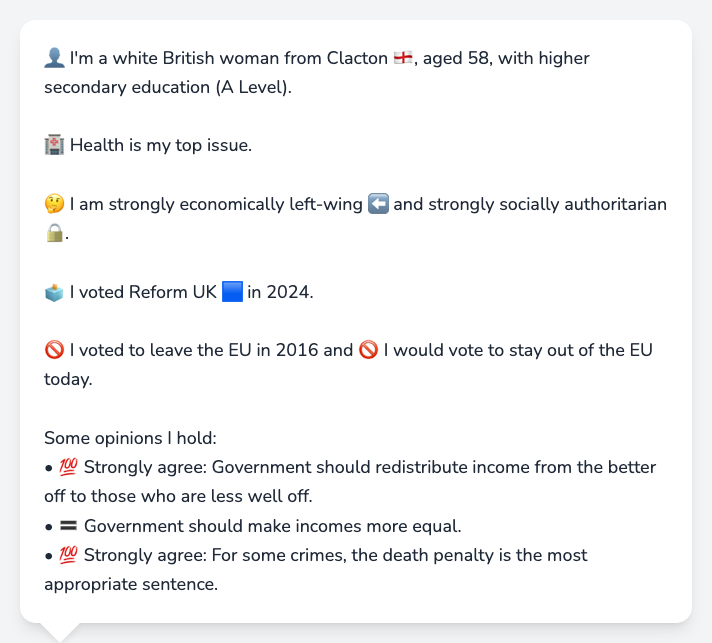 👤 I'm a white British woman from Clacton 🏴󠁧󠁢󠁥󠁮󠁧󠁿, aged 58, with higher
secondary education (A Level).
🏥 Health is my top issue.
🤔 I am strongly economically left-wing ⬅️ and strongly socially authoritarian
🔒.
🗳️ I voted Reform UK 🟦 in 2024.
🚫 I voted to leave the EU in 2016 and 🚫 I would vote to stay out of the EU
today.
Some opinions I hold:
• 💯 Strongly agree: Government should redistribute income from the better
off to those who are less well off.
• 🟰 Government should make incomes more equal.
• 💯 Strongly agree: For some crimes, the death penalty is the most
appropriate sentence.